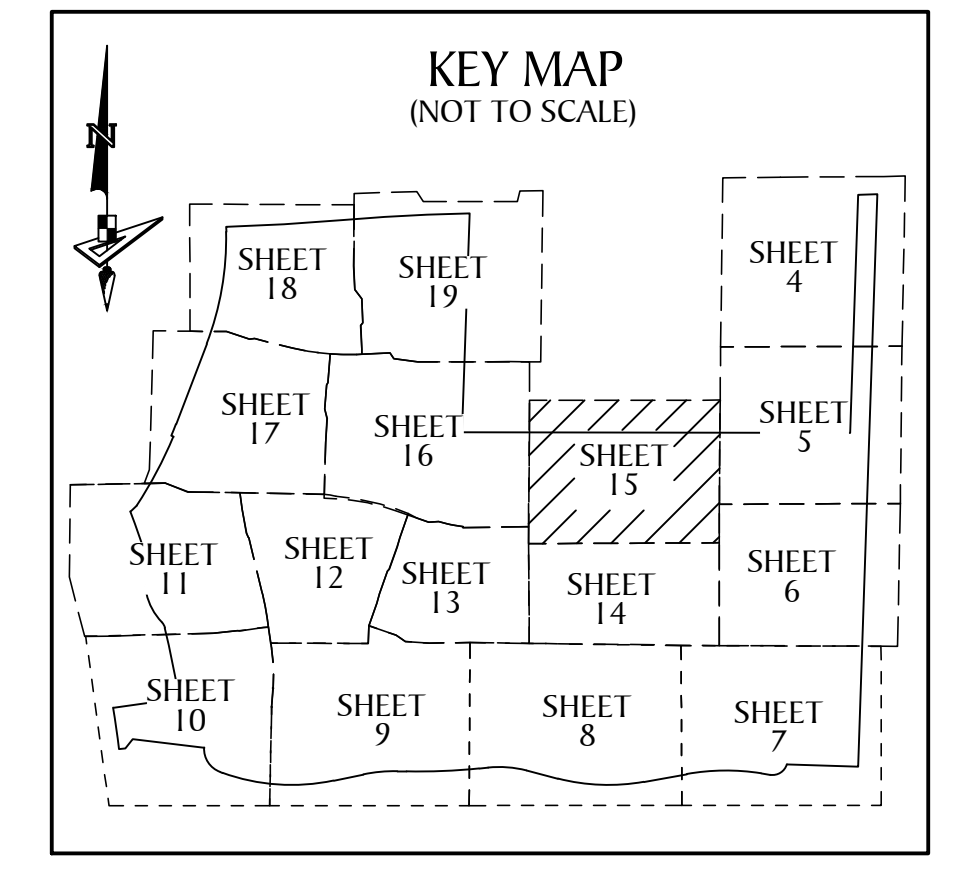 KEY MAP
(NOT TO SCALE)
N
SHEET
4
SHEET
18
SHEET
19
SHEET
17
SHEET
16
SHEET
5
SHEET
15
SHEET
11
SHEET
12
SHEET
13
SHEET
14
SHEET
6
SHEET
10
SHEET
9
SHEET
8
SHEET
7